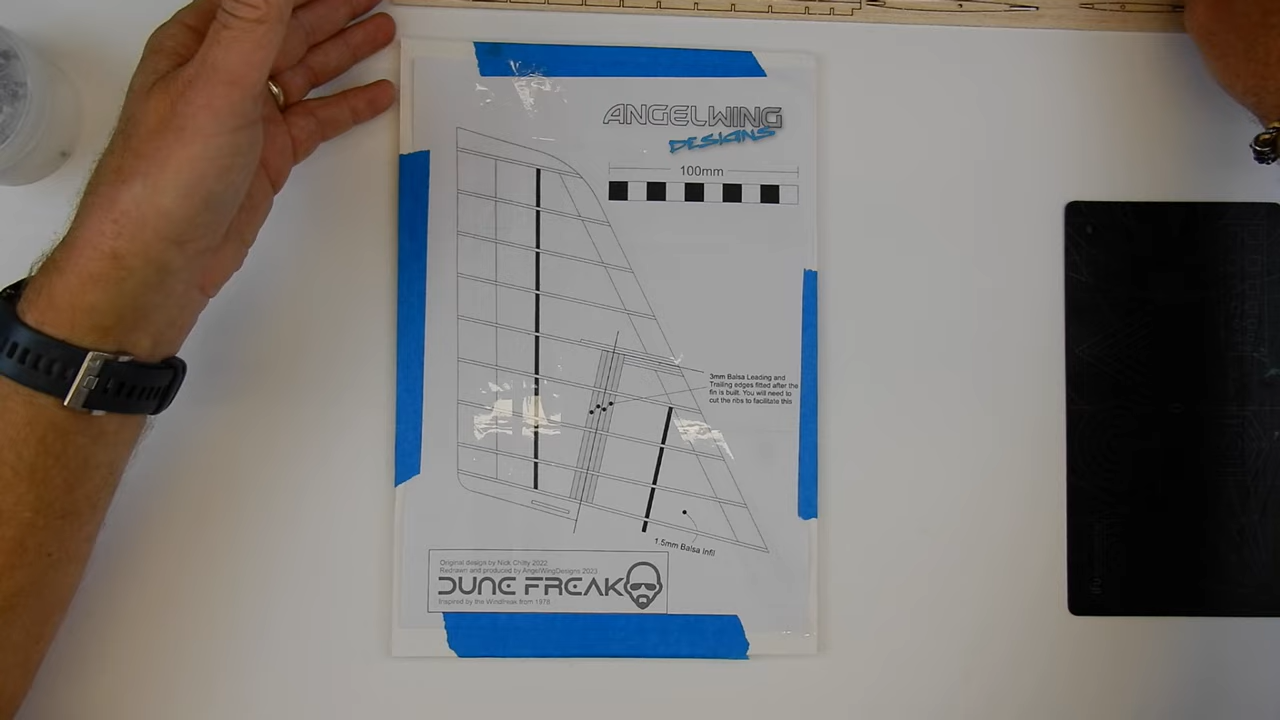 ANGELWING
DESIGNS
100mm
3mm Balsa Leading and
Trailing edges fitted after the
fin is built. You will need to
cut the ribs to facilitate this
1.5mm Balsa Infil
Original design by Nick Chitty 2022
Redrawn and produced by AngelWingDesigns 2023
DUNE FREAK
Inspired by the Windfreak from 1978.